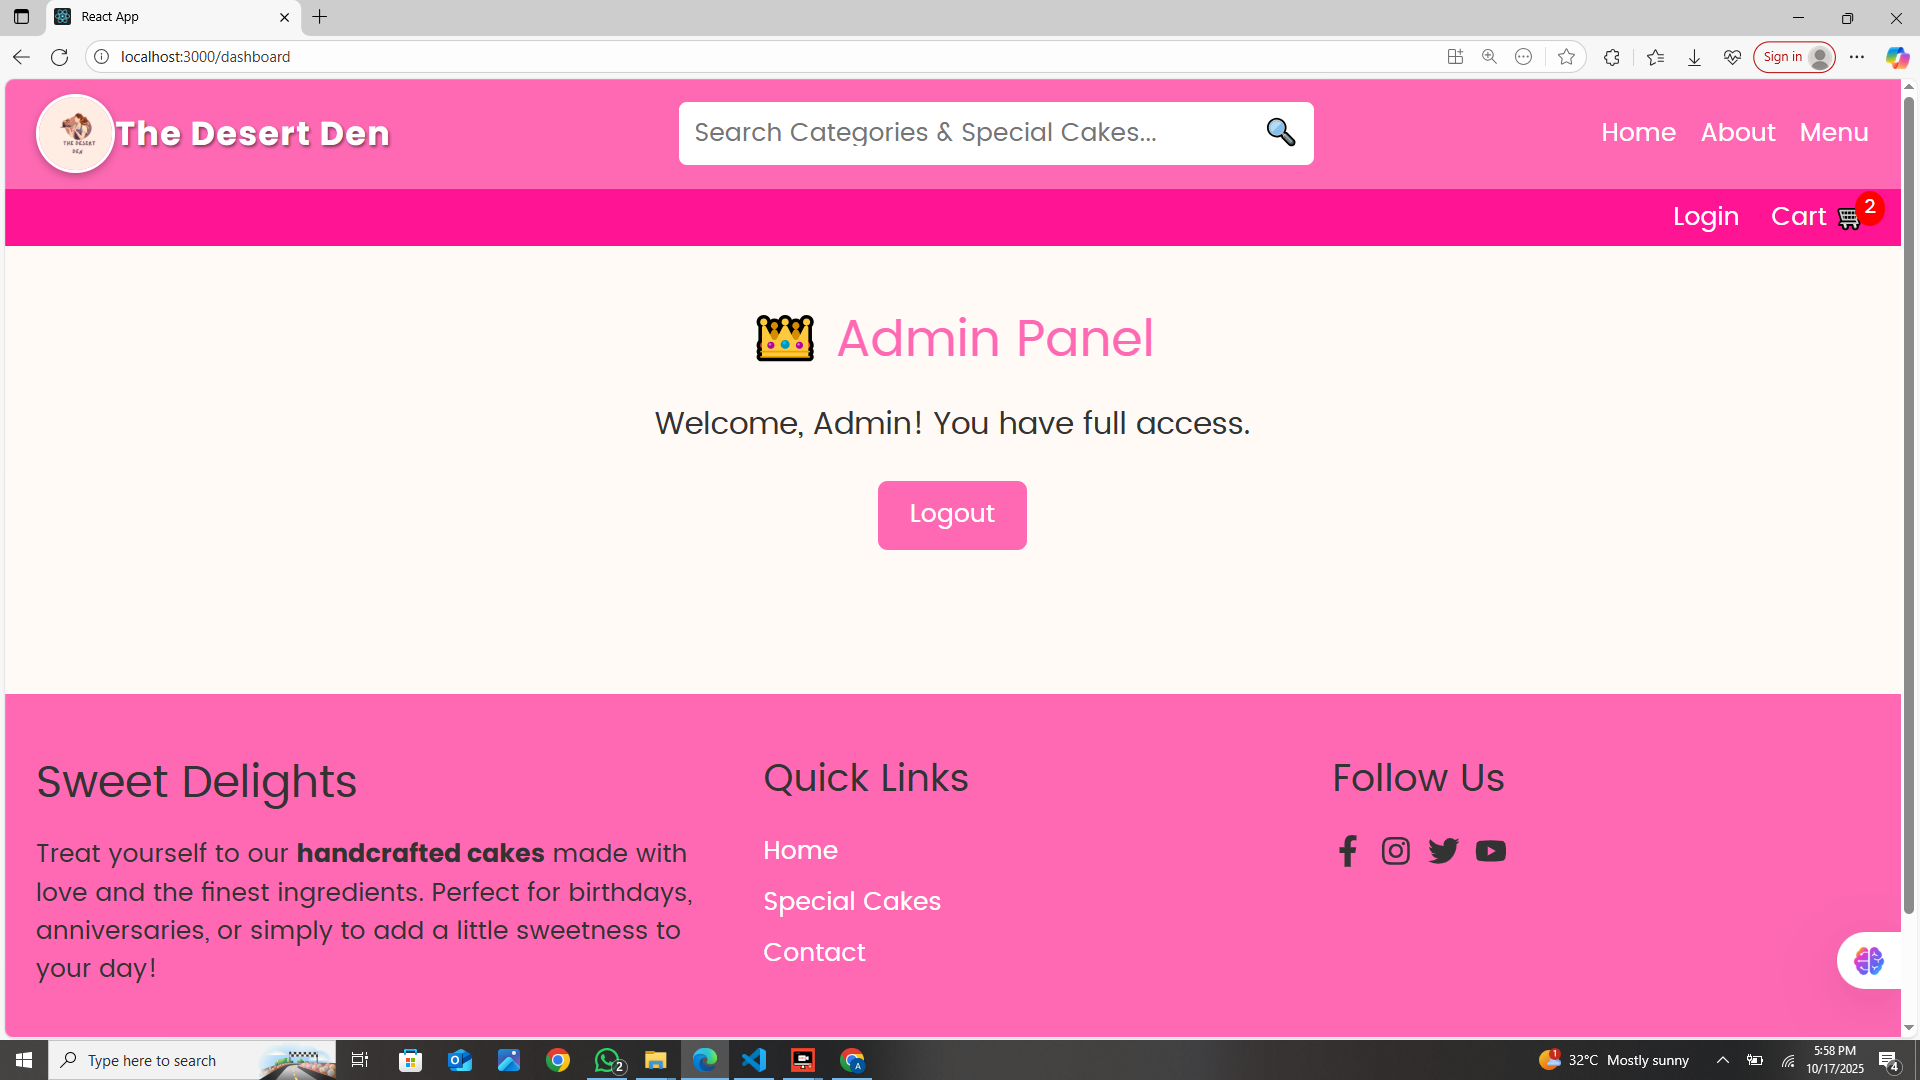 React App
localhost:3000/dashboard
Sign in
THE DESERT
DEN
The Desert Den
Search Categories & Special Cakes...
Home
About
Menu
Login
Cart
2
Admin Panel
Welcome, Admin! You have full access.
Logout
Sweet Delights
Treat yourself to our handcrafted cakes made with
love and the finest ingredients. Perfect for birthdays,
anniversaries, or simply to add a little sweetness to
your day!
Quick Links
Home
Special Cakes
Contact
Follow Us
Type here to search
2
A
1
32°C Mostly sunny
5:58 PM
10/17/2025
4